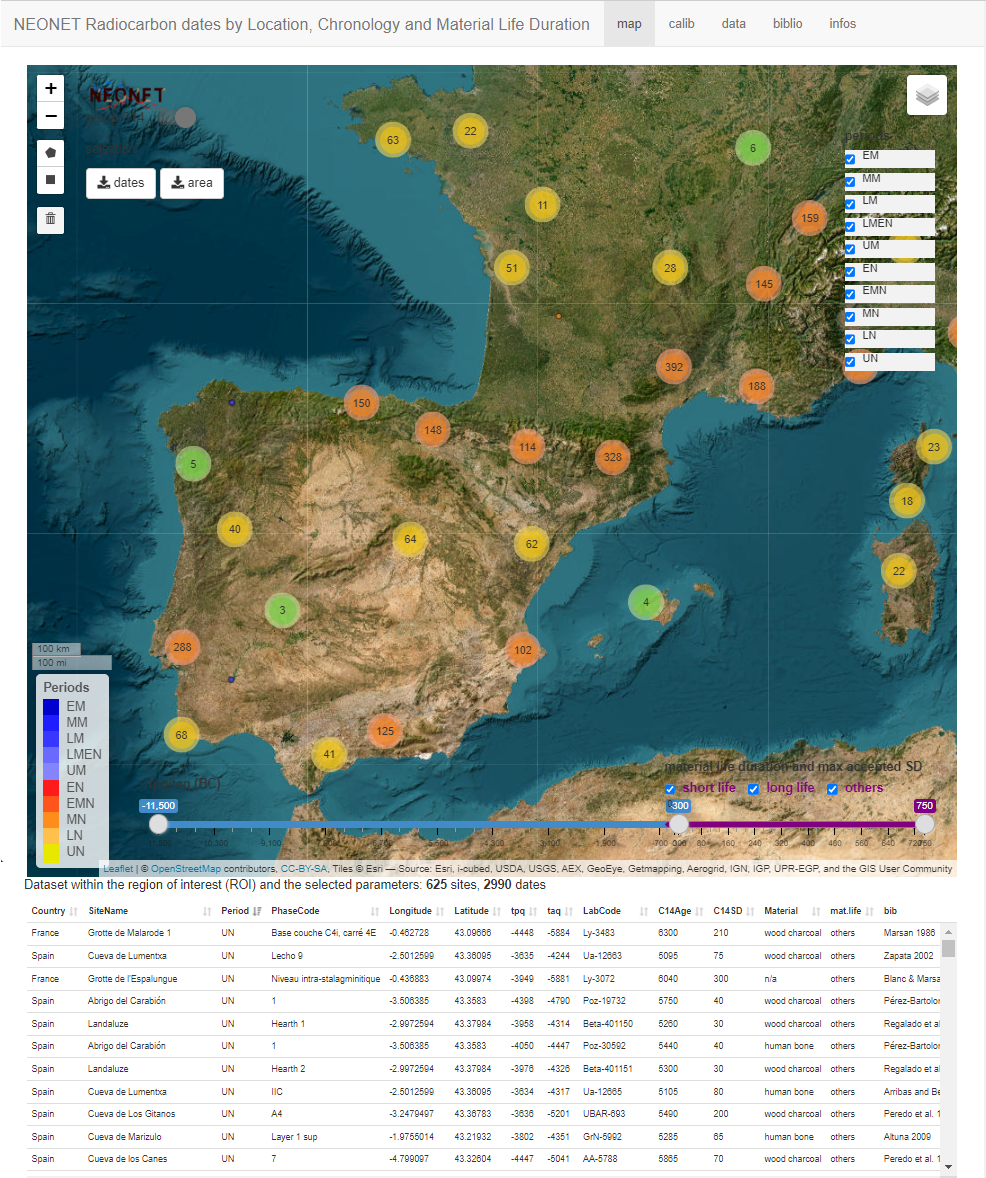 NEONET Radiocarbon dates by Location, Chronology and Material Life Duration map calib data biblio infos
+
NEONET
−
63 22 6
dates area
EM
MM
LM
LMEN
UM
EN
EMN
MN
LN
UN
11 159
51 28 145
392 188
150 148 114 328 23
5 18
40 64 62 22
3 4
288 102
100 km
100 mi
68 41 125
Periods
EM
MM
LM
LMEN
UM
EN
EMN
MN
LN
UN
material life duration and max accepted SD
short life long life others
-11,500 -300 750
Leaflet | © OpenStreetMap contributors, CC-BY-SA, Tiles © Esri — Source: Esri, i-cubed, USDA, USGS, AEX, GeoEye, Getmapping, Aerogrid, IGN, IGP, UPR-EGP, and the GIS User Community
Dataset within the region of interest (ROI) and the selected parameters: 625 sites, 2990 dates
Country SiteName Period PhaseCode Longitude Latitude tpq taq LabCode C14Age C14SD Material mat.life bib
France Grotte de Malarode 1 UN Base couche C4i, carré 4E -0.462728 43.09666 -4448 -5884 Ly-3483 6300 210 wood charcoal others Marsan 1986
Spain Cueva de Lumentxa UN Lecho 9 -2.5012599 43.36095 -3635 -4244 Ua-12663 5095 75 wood charcoal others Zapata 2002
France Grotte de l'Espalungue UN Niveau intra-stalagminitique -0.436883 43.09974 -3949 -5881 Ly-3072 6040 300 n/a others Blanc & Marsa
Spain Abrigo del Carabión UN 1 -3.506385 43.3583 -4398 -4790 Poz-19732 5750 40 wood charcoal others Pérez-Bartolor
Spain Landaluze UN Hearth 1 -2.9972594 43.37984 -3958 -4314 Beta-401150 5260 30 wood charcoal others Regalado et al
Spain Abrigo del Carabión UN 1 -3.506385 43.3583 -4050 -4447 Poz-30592 5440 40 human bone others Pérez-Bartolor
Spain Landaluze UN Hearth 2 -2.9972594 43.37984 -3976 -4326 Beta-401151 5300 30 wood charcoal others Regalado et al
Spain Cueva de Lumentxa UN IIC -2.5012599 43.36095 -3634 -4317 Ua-12665 5105 80 human bone others Arribas and Be
Spain Cueva de Los Gitanos UN A4 -3.2479497 43.36783 -3636 -5201 UBAR-693 5490 200 wood charcoal others Peredo et al. 1
Spain Cueva de Marizulo UN Layer 1 sup -1.9755014 43.21932 -3802 -4351 GrN-5992 5285 65 human bone others Altuna 2009
Spain Cueva de los Canes UN 7 -4.799097 43.32604 -4447 -5041 AA-5788 5865 70 wood charcoal others Peredo et al. 1